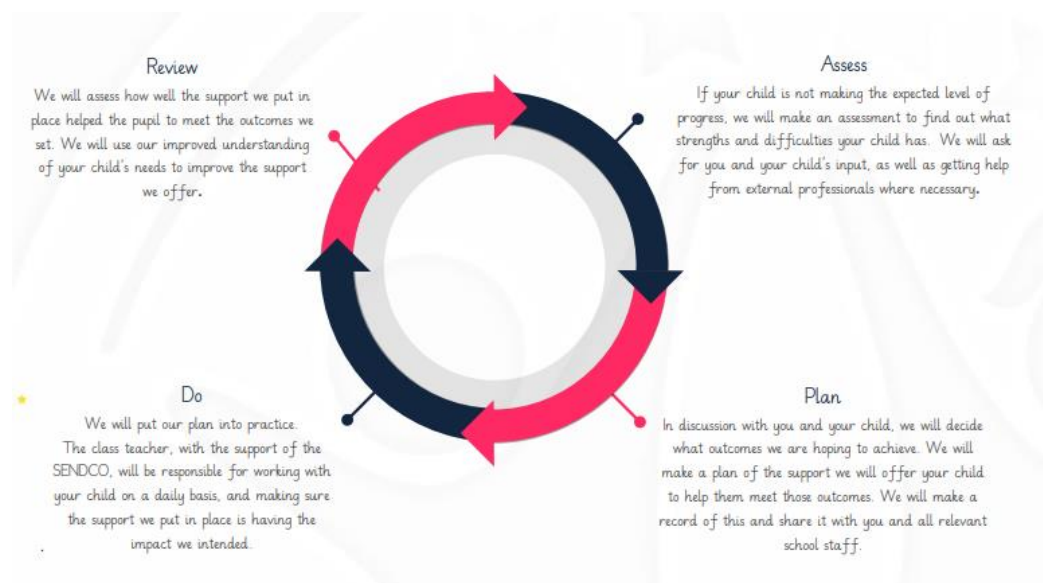 Review
We will assess how well the support we put in
place helped the pupil to meet the outcomes we
set. We will use our improved understanding
of your child's needs to improve the support
we offer.
Assess
If your child is not making the expected level of
progress, we will make an assessment to find out what
strengths and difficulties your child has. We will ask
for you and your child's input, as well as getting help
from external professionals where necessary.
Do
We will put our plan into practice.
The class teacher, with the support of the
SENDCO, will be responsible for working with
your child on a daily basis, and making sure
the support we put in place is having the
impact we intended.
Plan
In discussion with you and your child, we will decide
what outcomes we are hoping to achieve. We will
make a plan of the support we will offer your child
to help them meet those outcomes. We will make a
record of this and share it with you and all relevant
school staff.